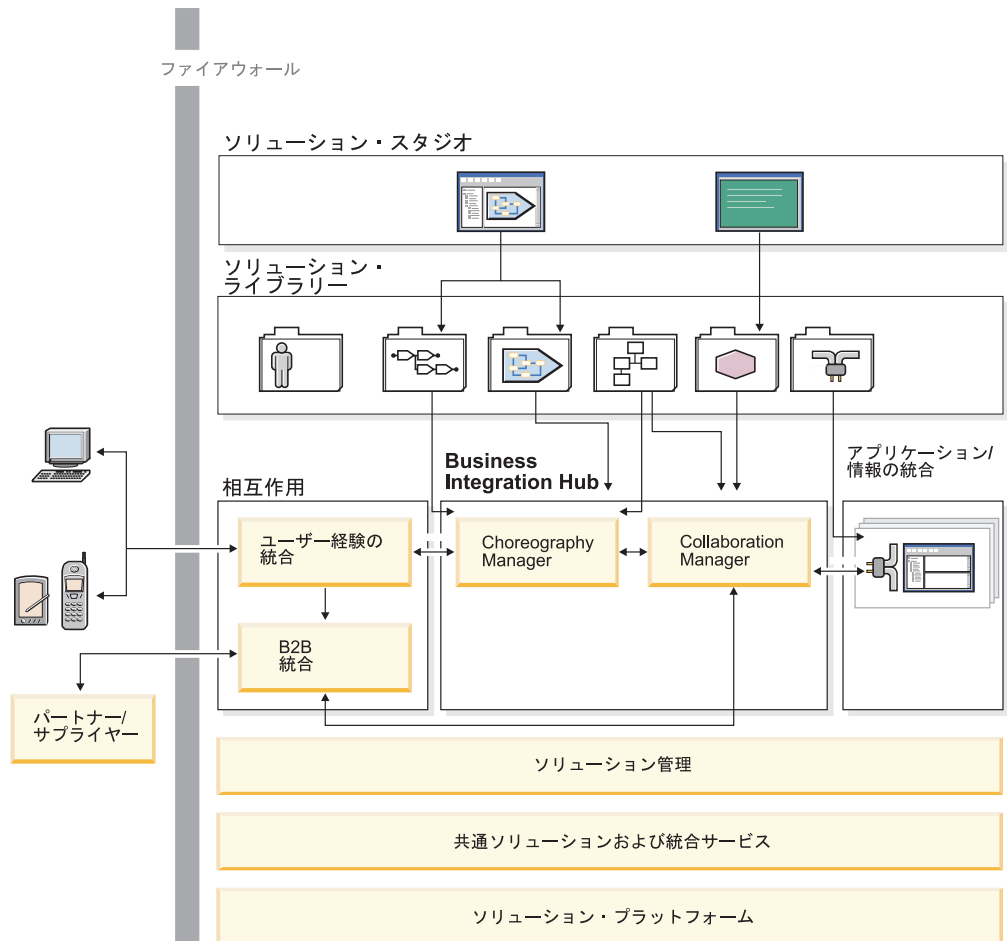 ファイアウォール
ソリューション・スタジオ
ソリューション・
ライブラリー
アプリケーション/
情報の統合
Business
Integration Hub
相互作用
ユーザー経験の
統合
Choreography
Manager
Collaboration
Manager
B2B
統合
パートナー/
サプライヤー
ソリューション管理
共通ソリューションおよび統合サービス
ソリューション・プラットフォーム